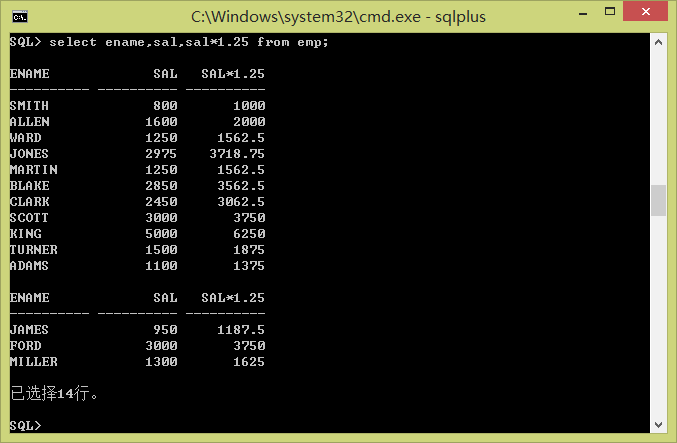 C:\Windows\system32\cmd.exe - sqlplus
SQL> select ename,sal,sal*1.25 from emp;
ENAME             SAL   SAL*1.25
---------- ---------- ----------
SMITH             800       1000
ALLEN            1600       2000
WARD             1250     1562.5
JONES            2975    3718.75
MARTIN           1250     1562.5
BLAKE            2850     3562.5
CLARK            2450     3062.5
SCOTT            3000       3750
KING             5000       6250
TURNER           1500       1875
ADAMS            1100       1375
ENAME             SAL   SAL*1.25
---------- ---------- ----------
JAMES             950     1187.5
FORD             3000       3750
MILLER           1300       1625
已选择14行。
SQL>